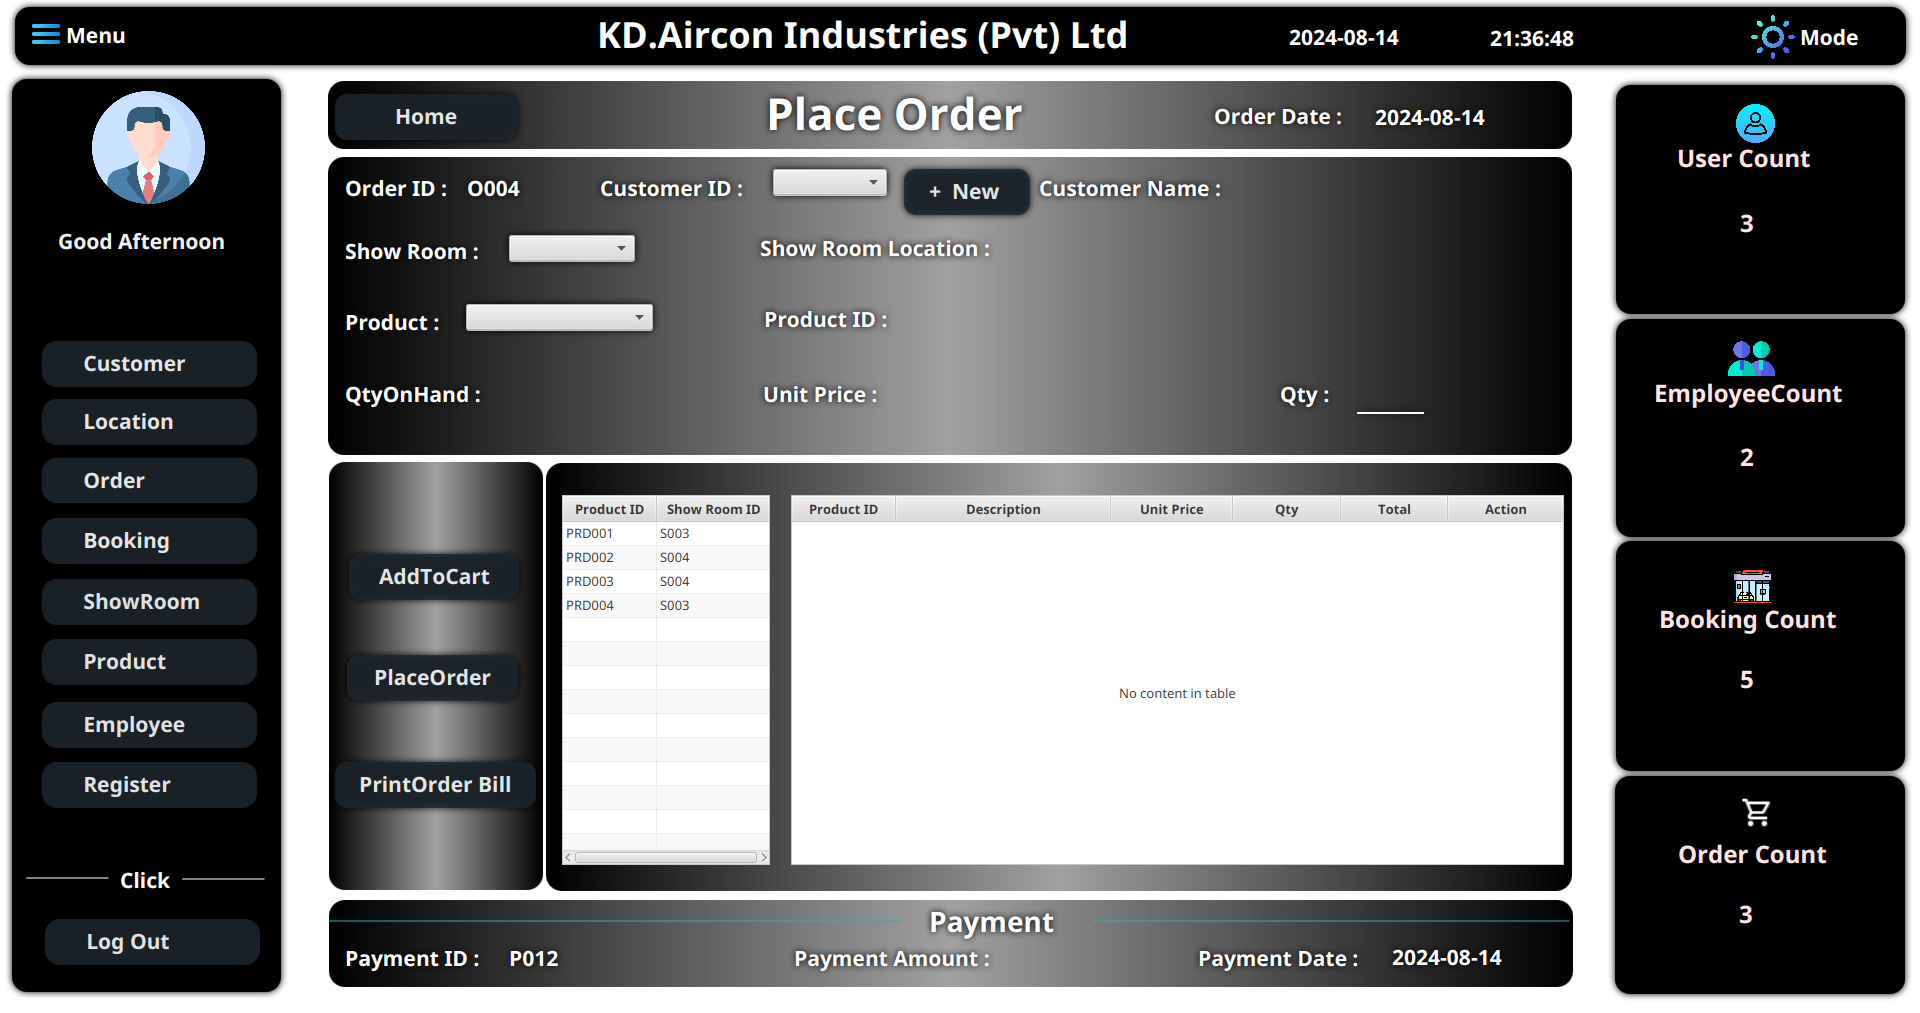 Menu
KD.Aircon Industries (Pvt) Ltd
2024-08-14
21:36:48
Mode
Good Afternoon
Customer
Location
Order
Booking
ShowRoom
Product
Employee
Register
Click
Log Out
Home
Place Order
Order Date :
2024-08-14
Order ID : O004
Customer ID :
+ New
Customer Name :
Show Room :
Show Room Location :
Product :
Product ID :
QtyOnHand :
Unit Price :
Qty :
AddToCart
PlaceOrder
PrintOrder Bill
Product ID Show Room ID
PRD001 S003
PRD002 S004
PRD003 S004
PRD004 S003
Product ID Description Unit Price Qty Total Action
No content in table
Payment
Payment ID : P012
Payment Amount :
Payment Date : 2024-08-14
User Count
3
EmployeeCount
2
Booking Count
5
Order Count
3